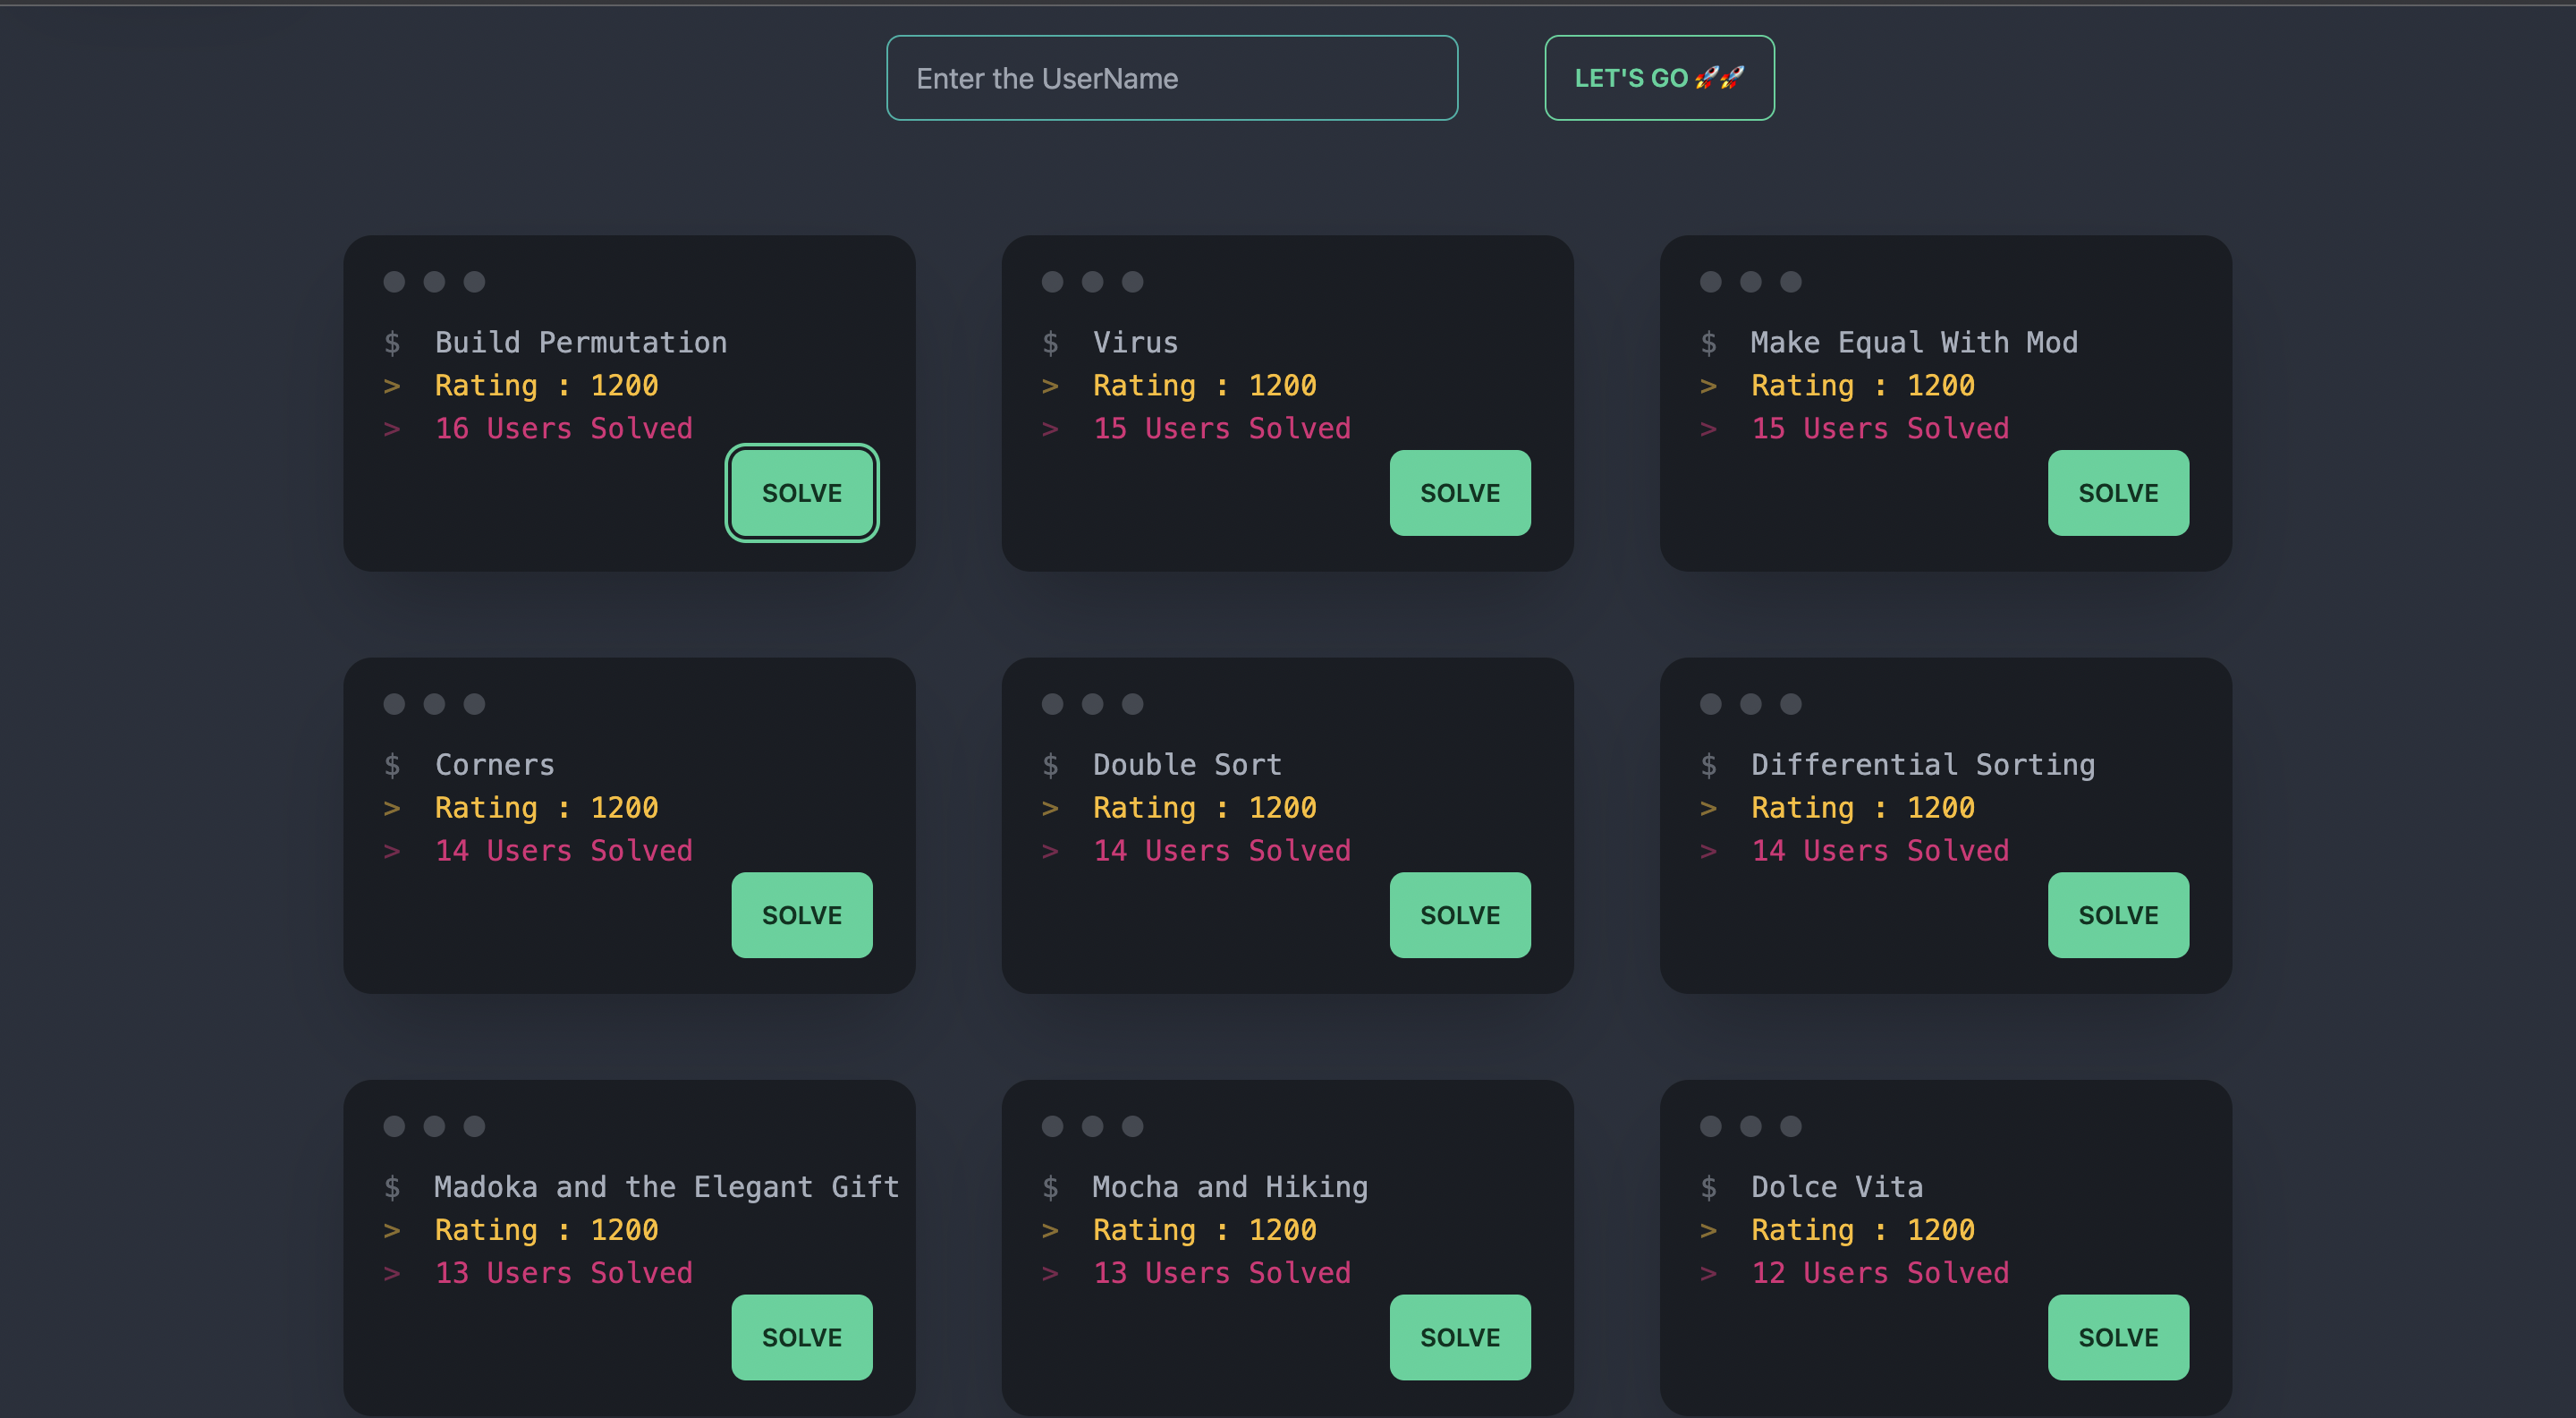 Enter the UserName
LET'S GO 🚀🚀
$ Build Permutation
> Rating : 1200
> 16 Users Solved
SOLVE
$ Virus
> Rating : 1200
> 15 Users Solved
SOLVE
$ Make Equal With Mod
> Rating : 1200
> 15 Users Solved
SOLVE
$ Corners
> Rating : 1200
> 14 Users Solved
SOLVE
$ Double Sort
> Rating : 1200
> 14 Users Solved
SOLVE
$ Differential Sorting
> Rating : 1200
> 14 Users Solved
SOLVE
$ Madoka and the Elegant Gift
> Rating : 1200
> 13 Users Solved
SOLVE
$ Mocha and Hiking
> Rating : 1200
> 13 Users Solved
SOLVE
$ Dolce Vita
> Rating : 1200
> 12 Users Solved
SOLVE